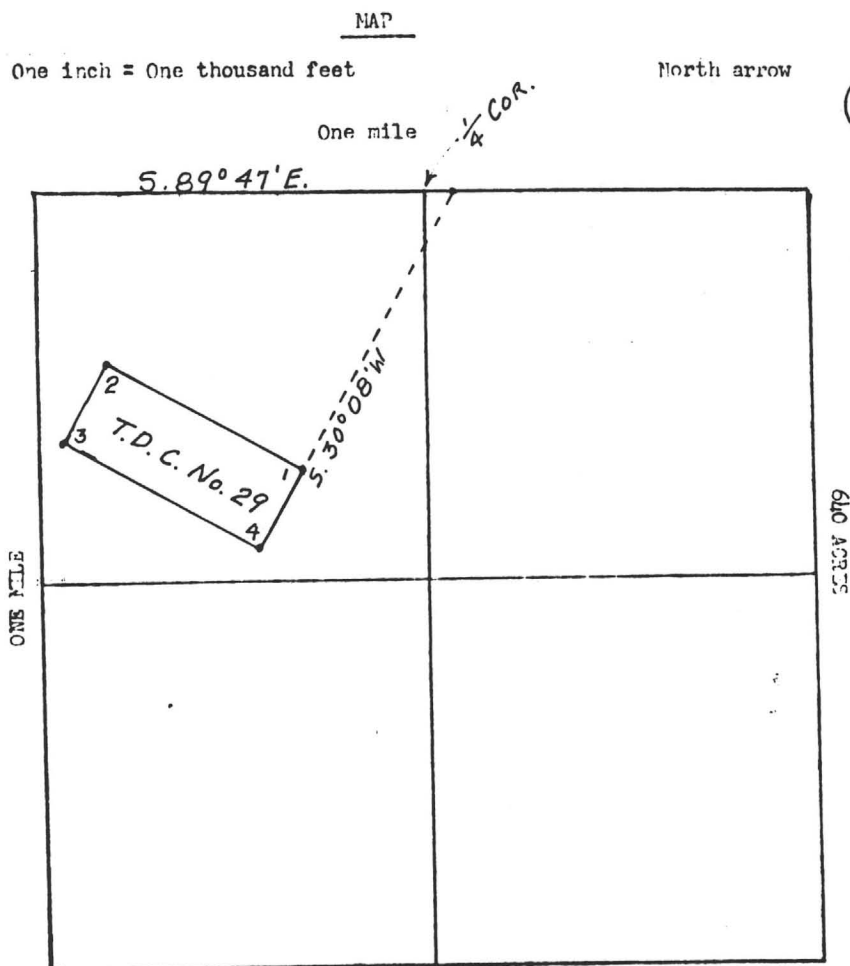 MAP
One inch = One thousand feet
North arrow
One mile
1/4 COR.
S. 89° 47' E.
S. 30° 08' W
2
3
T.D.C. No. 29
1
4
ONE MILE
640 ACRES